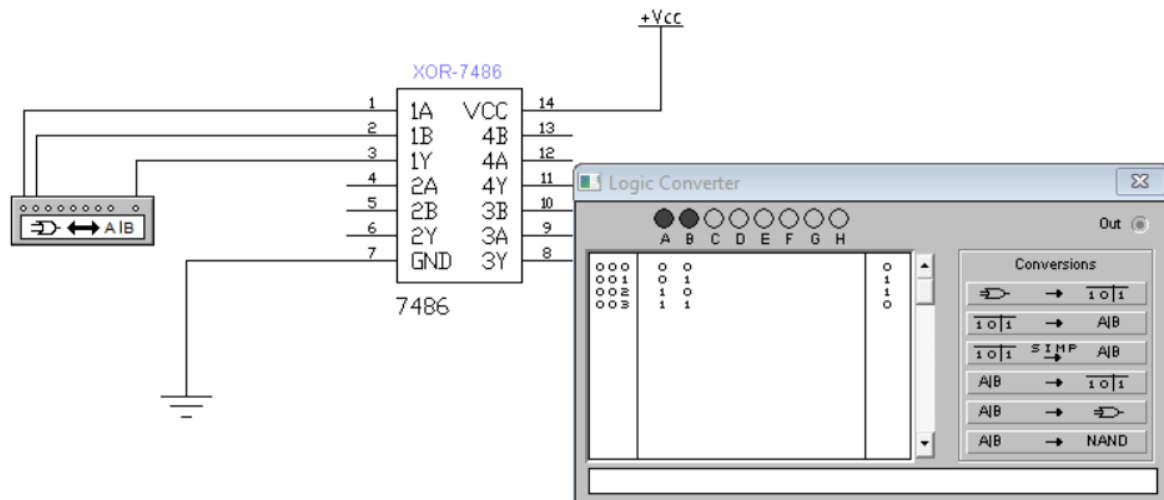 +Vcc
XOR-7486
1 1A VCC 14
2 1B 4B 13
3 1Y 4A 12
4 2A 4Y 11
5 2B 3B 10
6 2Y 3A 9
7 GND 3Y 8
7486
A|B
Logic Converter
A B C D E F G H
Out
000 0 0 0
001 0 1 1
002 1 0 1
003 1 1 0
Conversions
→ 1 0|1
1 0|1 → A|B
1 0|1 SIMP → A|B
A|B → 1 0|1
A|B →
A|B → NAND